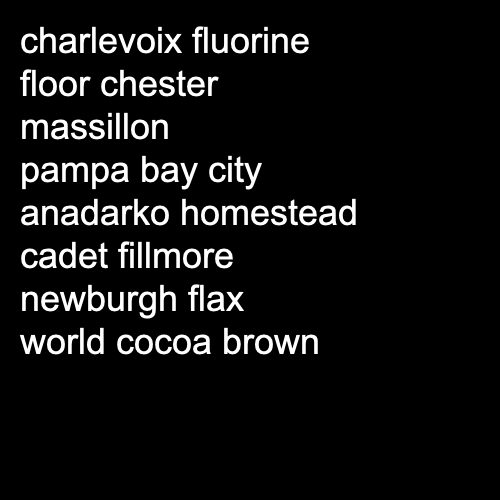 charlevoix fluorine
floor chester
massillon
pampa bay city
anadarko homestead
cadet fillmore
newburgh flax
world cocoa brown